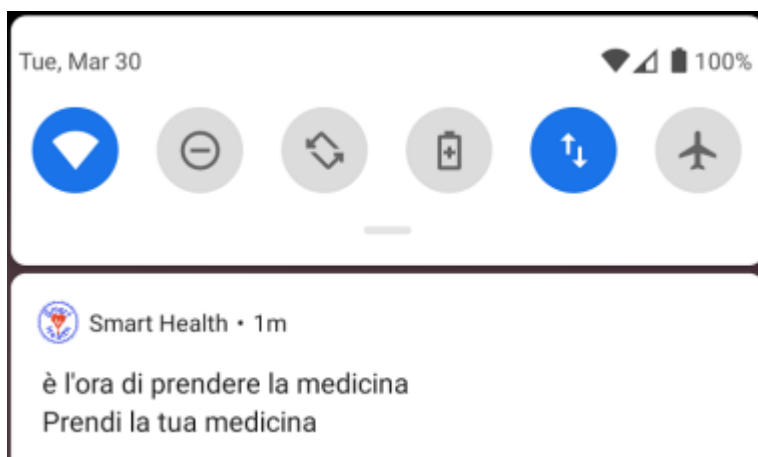 Tue, Mar 30 100%
Smart Health • 1m
è l'ora di prendere la medicina
Prendi la tua medicina